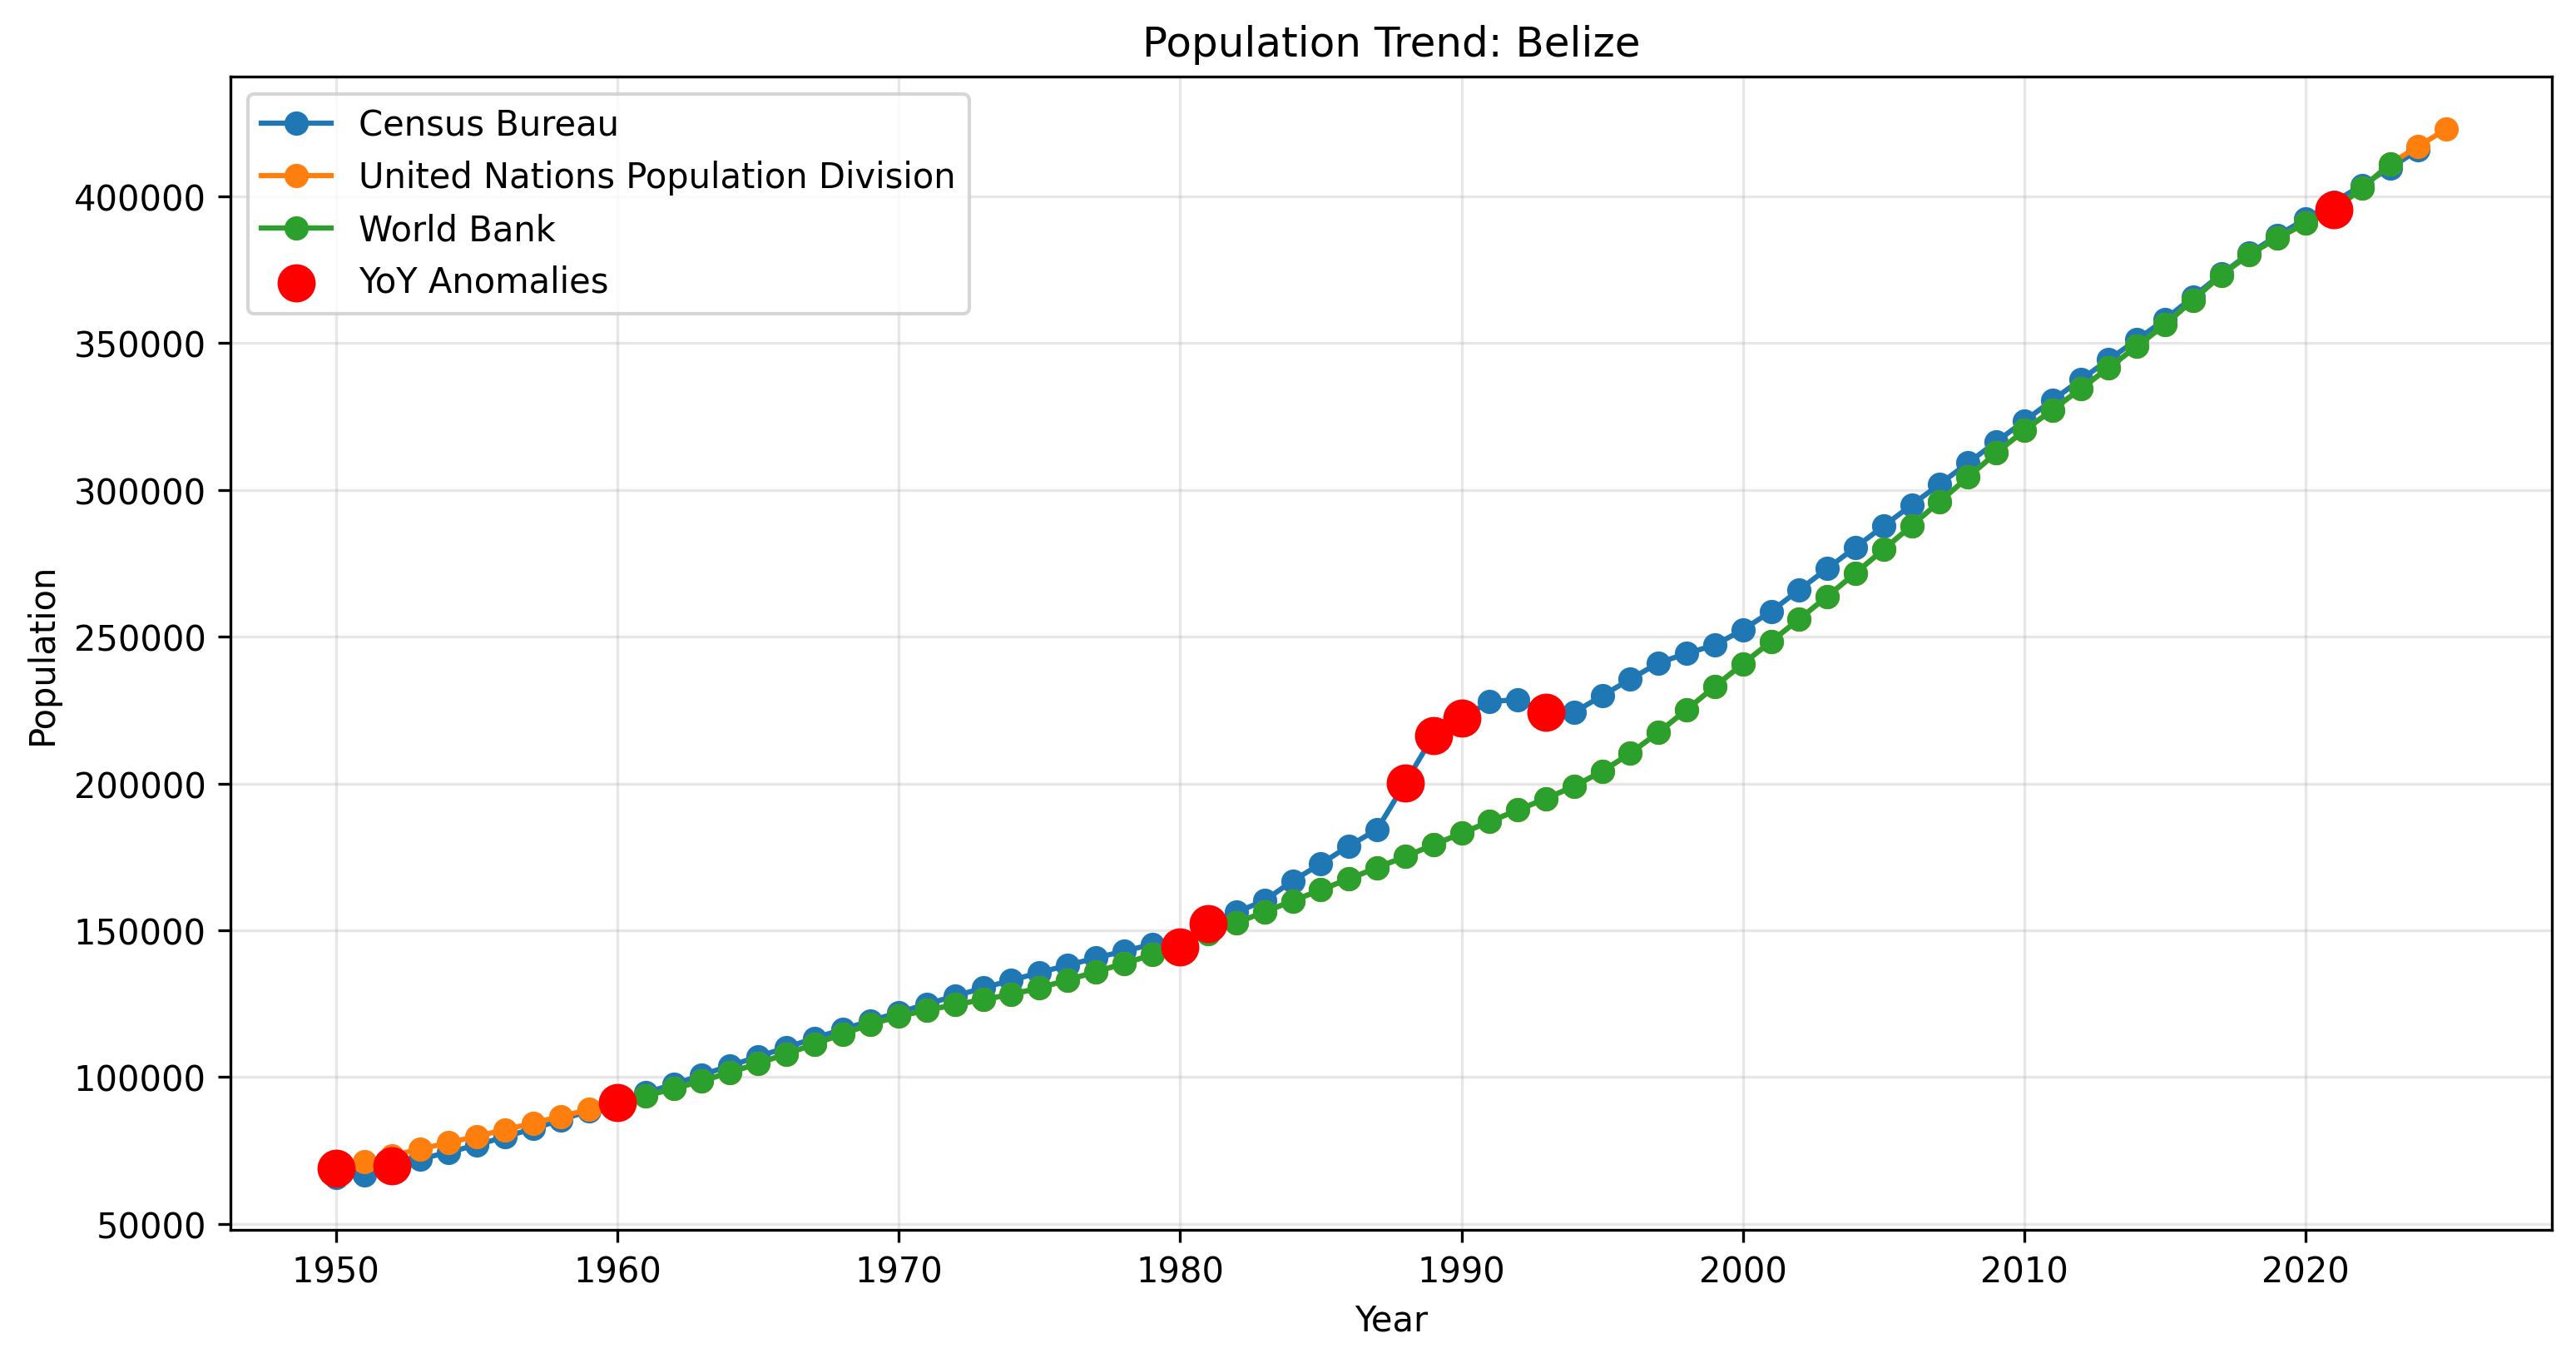 Population Trend: Belize
Census Bureau
United Nations Population Division
World Bank
YoY Anomalies
Population
400000
350000
300000
250000
200000
150000
100000
50000
1950 1960 1970 1980 1990 2000 2010 2020
Year